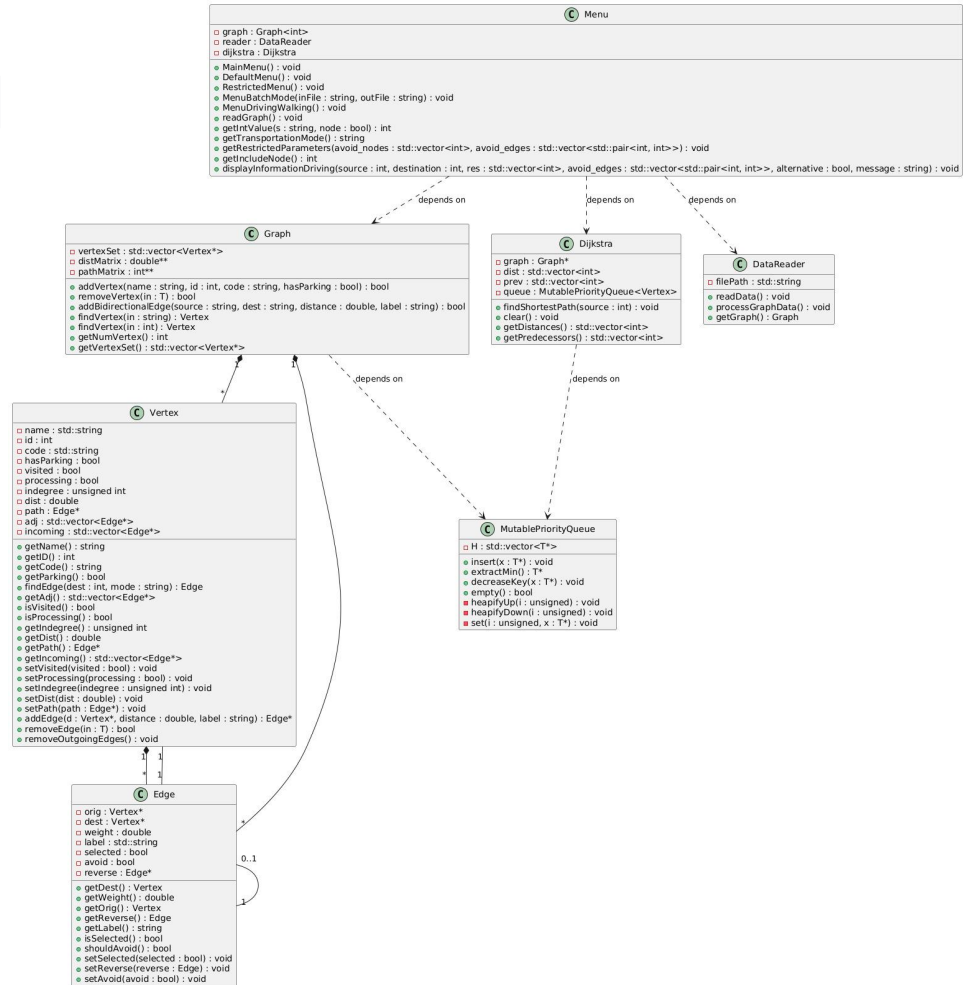 C Menu
graph : Graph<int>
reader : DataReader
dijkstra : Dijkstra
MainMenu() : void
DefaultMenu() : void
RestrictedMenu() : void
MenuBatchMode(inFile : string, outFile : string) : void
MenuDrivingWalking() : void
readGraph() : void
getIntValue(s : string, node : bool) : int
getTransportationMode() : string
getRestrictedParameters(avoid_nodes : std::vector<int>, avoid_edges : std::vector<std::pair<int, int>>) : void
getIncludeNode() : int
displayInformationDriving(source : int, destination : int, res : std::vector<int>, avoid_edges : std::vector<std::pair<int, int>>, alternative : bool, message : string) : void
depends on
depends on
depends on
C Graph
vertexSet : std::vector<Vertex*>
distMatrix : double**
pathMatrix : int**
addVertex(name : string, id : int, code : string, hasParking : bool) : bool
removeVertex(in : T) : bool
addBidirectionalEdge(source : string, dest : string, distance : double, label : string) : bool
findVertex(in : string) : Vertex
findVertex(in : int) : Vertex
getNumVertex() : int
getVertexSet() : std::vector<Vertex*>
C Dijkstra
graph : Graph*
dist : std::vector<int>
prev : std::vector<int>
queue : MutablePriorityQueue<Vertex>
findShortestPath(source : int) : void
clear() : void
getDistances() : std::vector<int>
getPredecessors() : std::vector<int>
C DataReader
filePath : std::string
readData() : void
processGraphData() : void
getGraph() : Graph
1
1
depends on
depends on
*
C Vertex
name : std::string
id : int
code : std::string
hasParking : bool
visited : bool
processing : bool
indegree : unsigned int
dist : double
path : Edge*
adj : std::vector<Edge*>
incoming : std::vector<Edge*>
getName() : string
getID() : int
getCode() : string
getParking() : bool
findEdge(dest : int, mode : string) : Edge
getAdj() : std::vector<Edge*>
isVisited() : bool
isProcessing() : bool
getIndegree() : unsigned int
getDist() : double
getPath() : Edge*
getIncoming() : std::vector<Edge*>
setVisited(visited : bool) : void
setProcessing(processing : bool) : void
setIndegree(indegree : unsigned int) : void
setDist(dist : double) : void
setPath(path : Edge*) : void
addEdge(d : Vertex*, distance : double, label : string) : Edge*
removeEdge(in : T) : bool
removeOutgoingEdges() : void
C MutablePriorityQueue
H : std::vector<T*>
insert(x : T*) : void
extractMin() : T*
decreaseKey(x : T*) : void
empty() : bool
heapifyUp(i : unsigned) : void
heapifyDown(i : unsigned) : void
set(i : unsigned, x : T*) : void
1 1
* 1
C Edge
orig : Vertex*
dest : Vertex*
weight : double
label : std::string
selected : bool
avoid : bool
reverse : Edge*
getDest() : Vertex
getWeight() : double
getOrig() : Vertex
getReverse() : Edge
getLabel() : string
isSelected() : bool
shouldAvoid() : bool
setSelected(selected : bool) : void
setReverse(reverse : Edge) : void
setAvoid(avoid : bool) : void
*
0..1
1